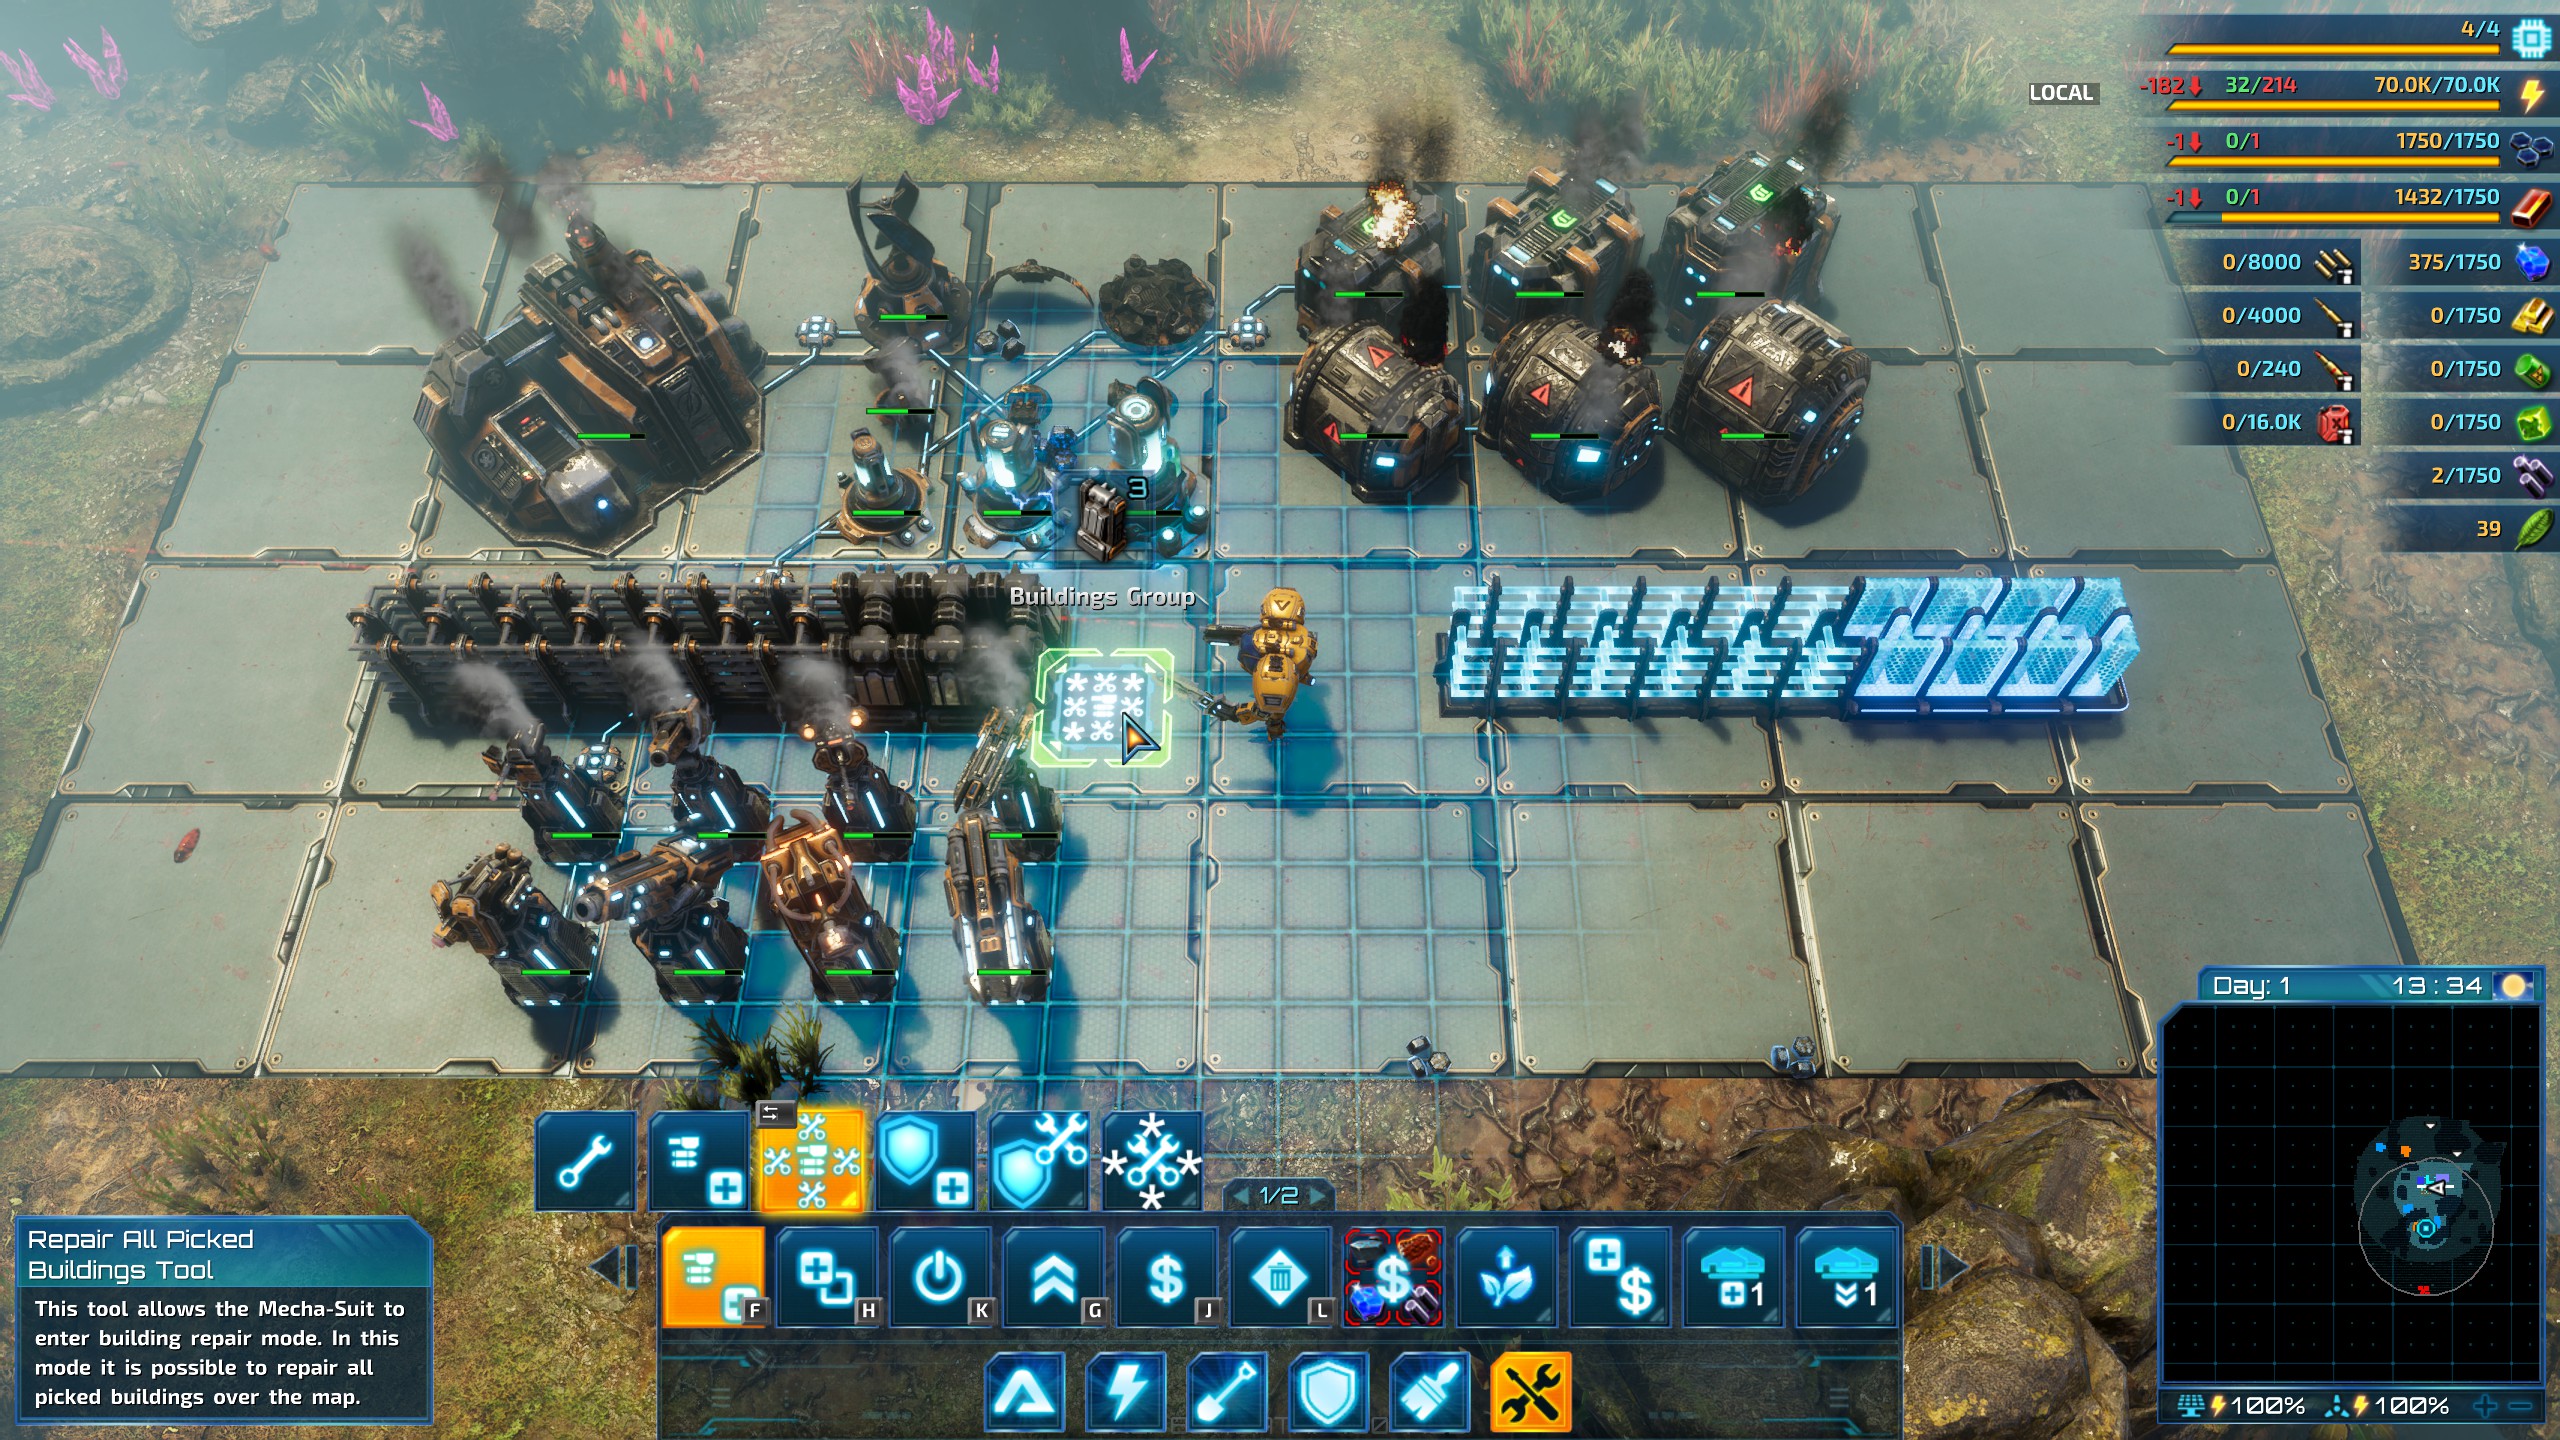 4/4
LOCAL
-182 32/214 70.0K/70.0K
-1 0/1 1750/1750
-1 0/1 1432/1750
0/8000 375/1750
0/4000 0/1750
0/240 0/1750
0/16.0K 0/1750
2/1750
39
3
Buildings Group
Day: 1 13:34
1/2
F H K G J L 1 1
Repair All Picked
Buildings Tool
This tool allows the Mecha-Suit to
enter building repair mode. In this
mode it is possible to repair all
picked buildings over the map.
100% 100%